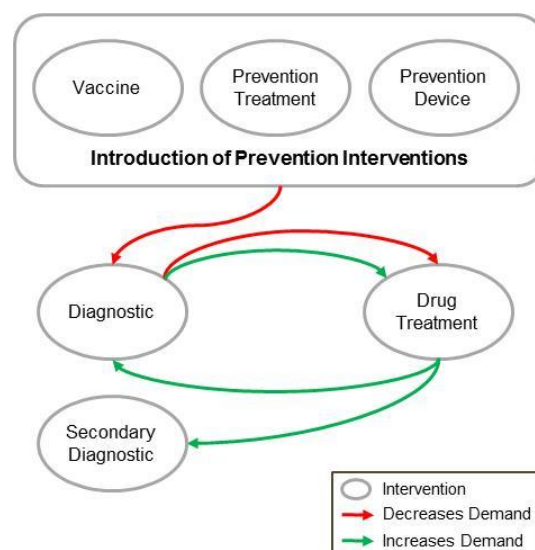 Vaccine
Prevention
Treatment
Prevention
Device
Introduction of Prevention Interventions
Diagnostic
Drug
Treatment
Secondary
Diagnostic
Intervention
Decreases Demand
Increases Demand